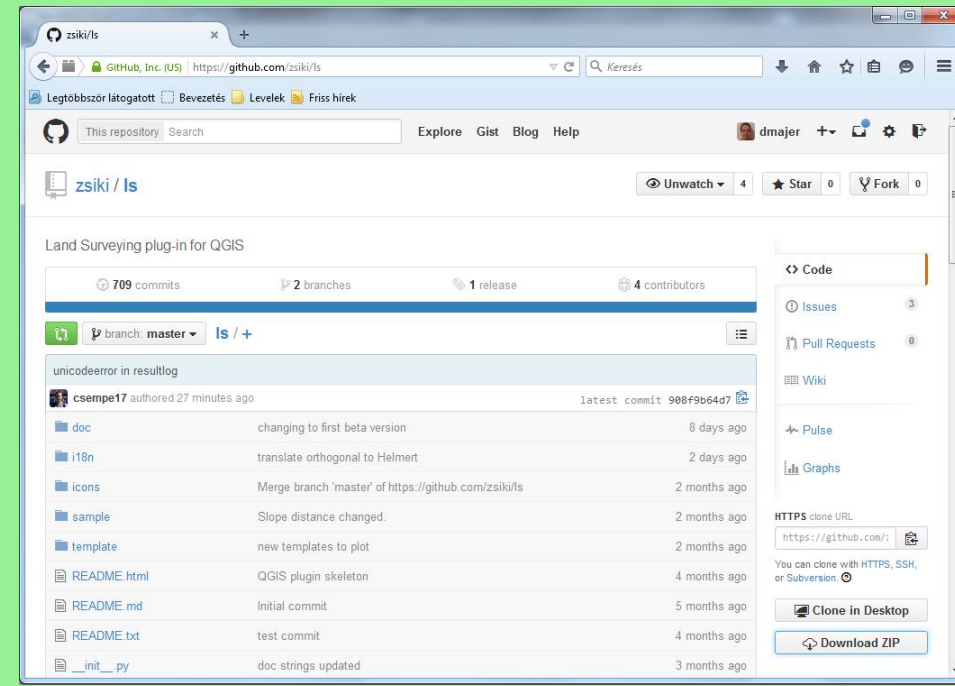 zsiki/ls
GitHub, Inc. (US) https://github.com/zsiki/ls Keresés
Legtöbbször látogatott Bevezetés Levelek Friss hírek
This repository Search Explore Gist Blog Help dmajer
zsiki / ls Unwatch 4 Star 0 Fork 0
Land Surveying plug-in for QGIS
709 commits 2 branches 1 release 4 contributors
branch: master ls / +
unicodeerror in resultlog
csempe17 authored 27 minutes ago latest commit 908f9b64d7
doc changing to first beta version 8 days ago
i18n translate orthogonal to Helmert 2 days ago
icons Merge branch 'master' of https://github.com/zsiki/ls 2 months ago
sample Slope distance changed. 2 months ago
template new templates to plot 2 months ago
README.html QGIS plugin skeleton 4 months ago
README.md Initial commit 5 months ago
README.txt test commit 4 months ago
__init__.py doc strings updated 3 months ago
<> Code
Issues 3
Pull Requests 0
Wiki
Pulse
Graphs
HTTPS clone URL
https://github.com/
You can clone with HTTPS, SSH,
or Subversion.
Clone in Desktop
Download ZIP